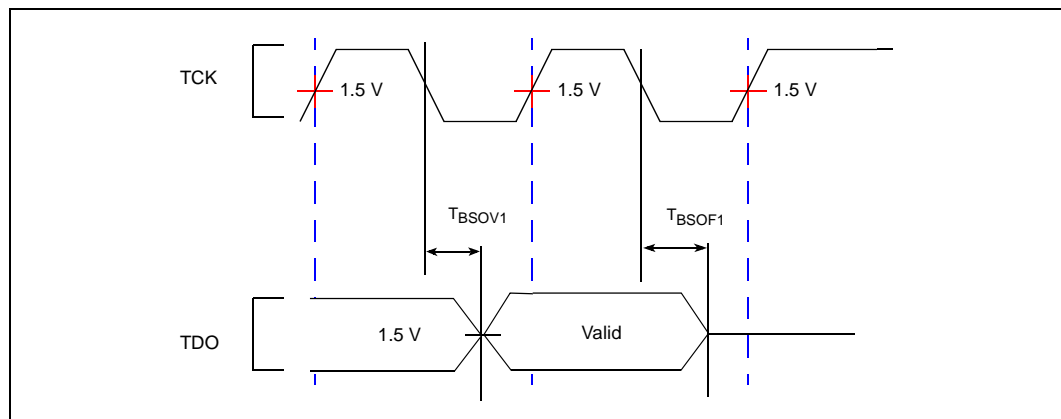 TCK
1.5 V
1.5 V
1.5 V
TBSOV1
TBSOF1
TDO
1.5 V
Valid